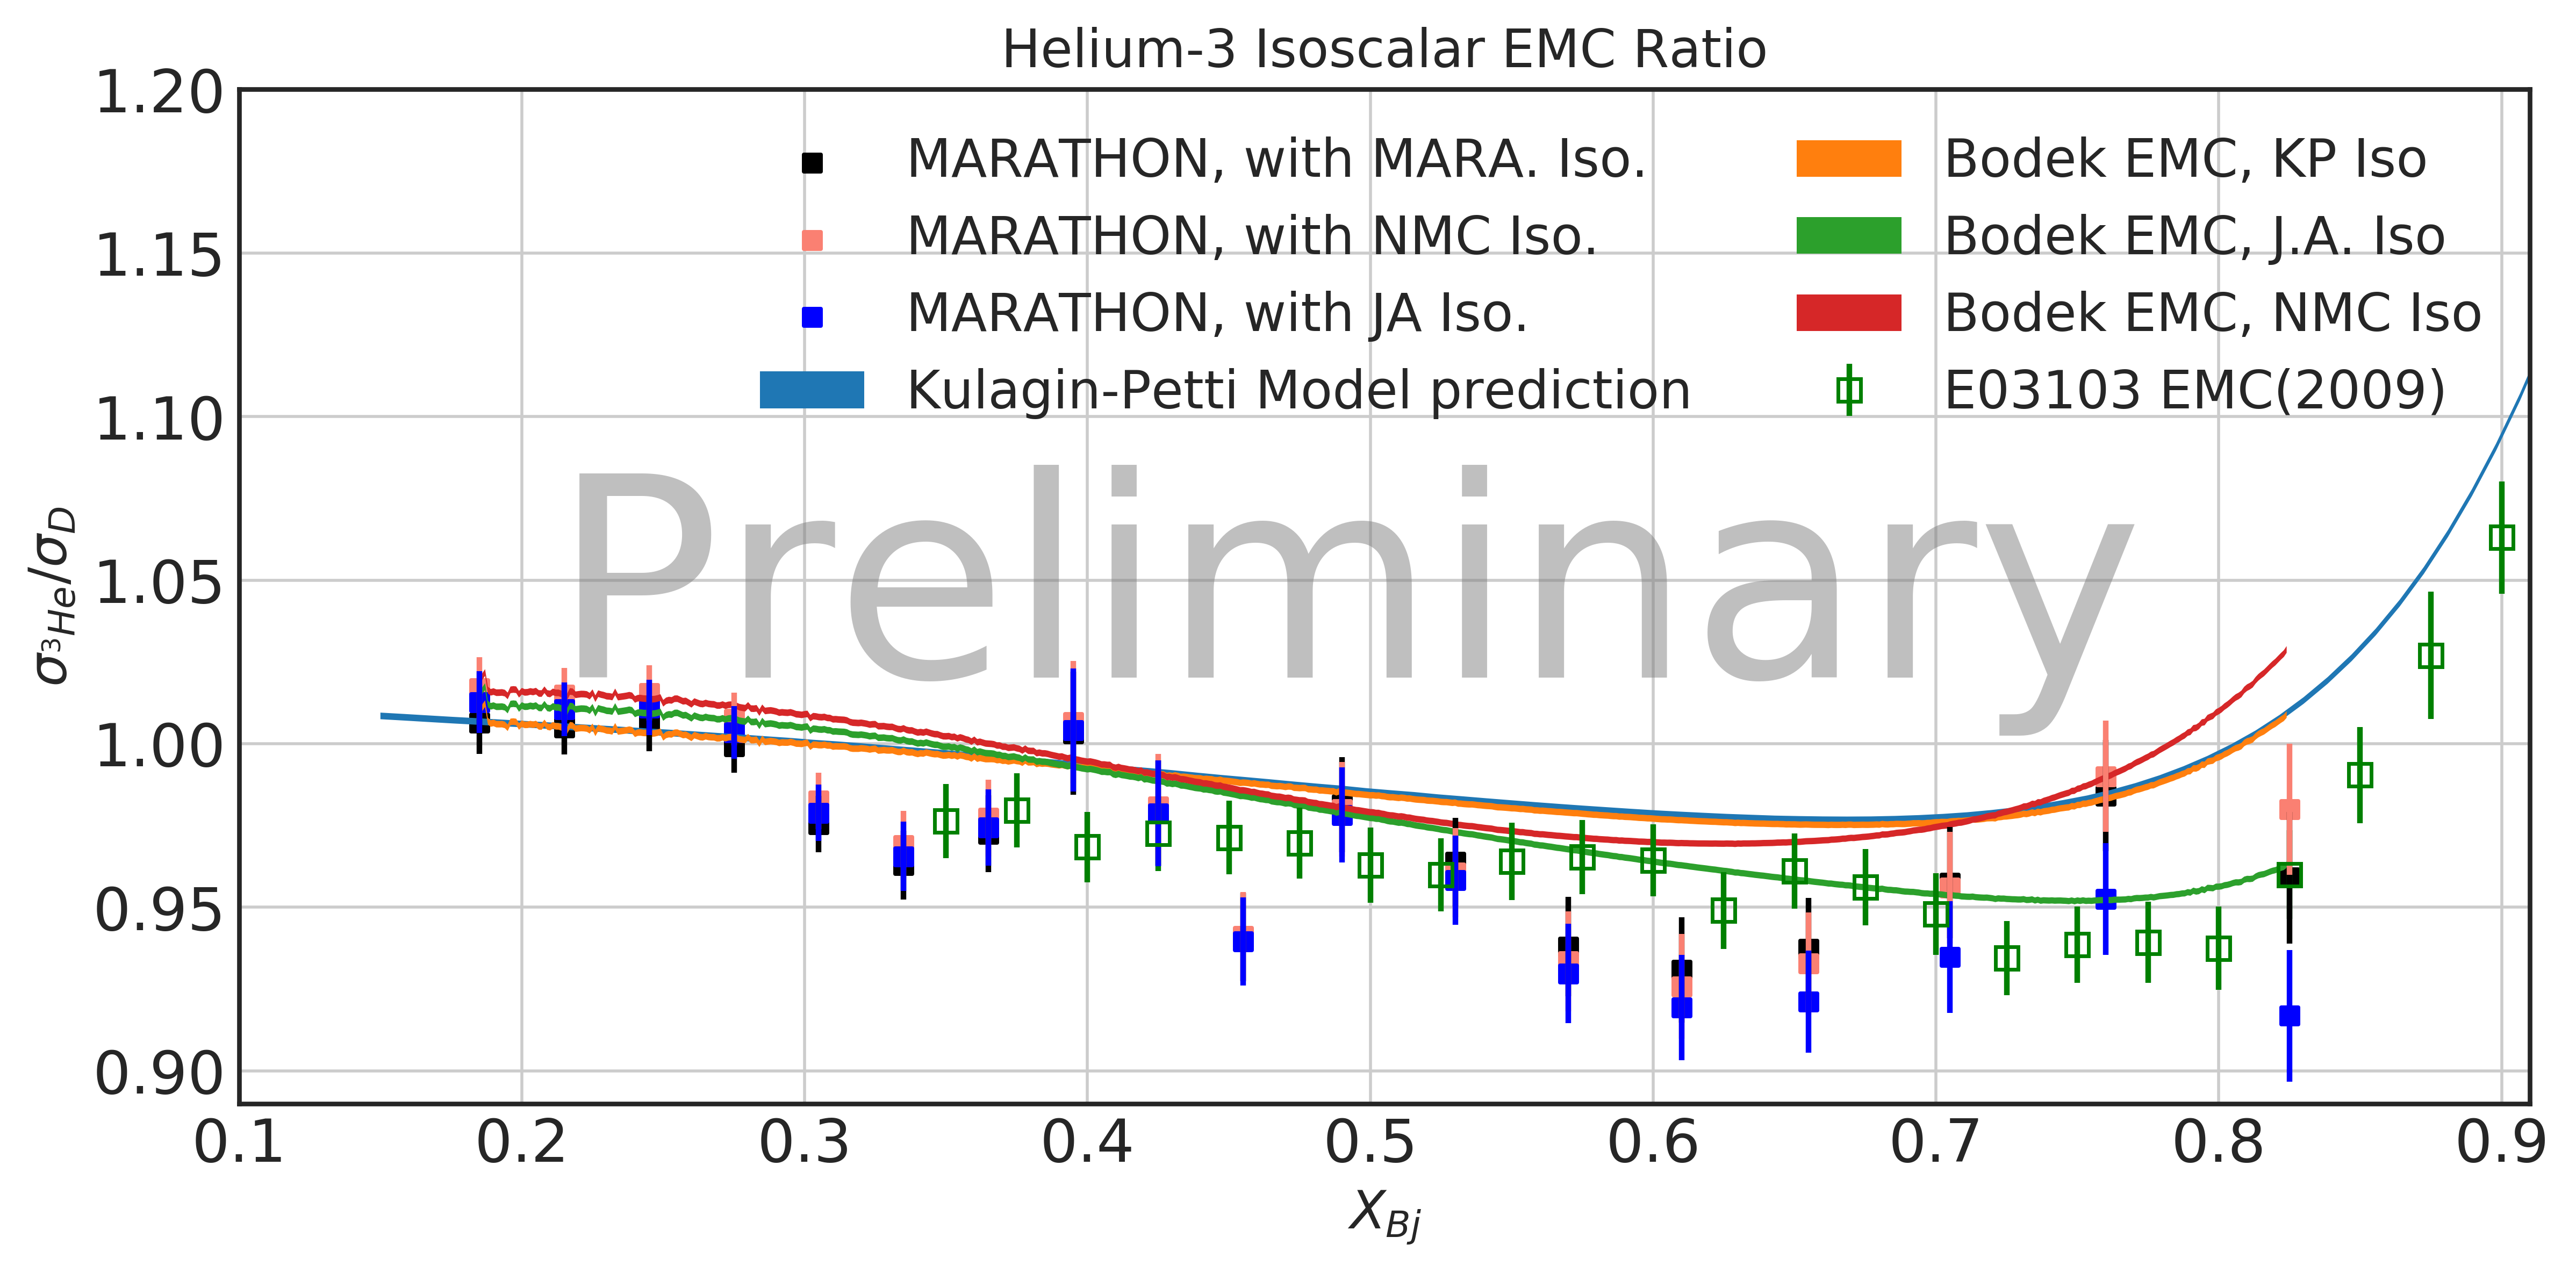 Helium-3 Isoscalar EMC Ratio
1.20
1.15
1.10
1.05
1.00
0.95
0.90
σ³He/σD
MARATHON, with MARA. Iso.
MARATHON, with NMC Iso.
MARATHON, with JA Iso.
Kulagin-Petti Model prediction
Bodek EMC, KP Iso
Bodek EMC, J.A. Iso
Bodek EMC, NMC Iso
E03103 EMC(2009)
Preliminary
0.1 0.2 0.3 0.4 0.5 0.6 0.7 0.8 0.9
XBj